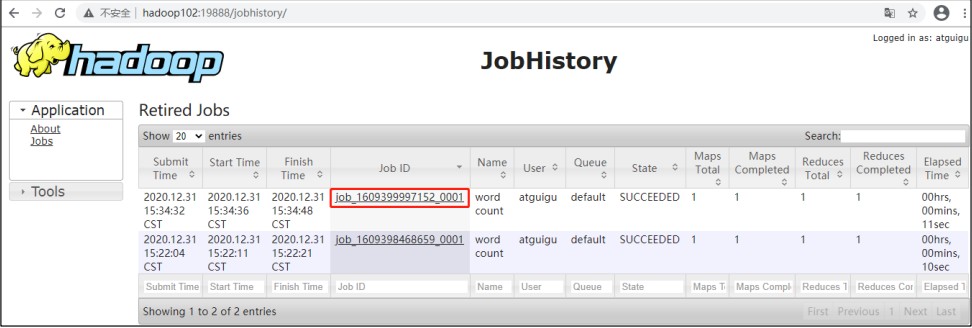 不安全 | hadoop102:19888/jobhistory/
Logged in as: atguigu
hadoop
JobHistory
Application
About
Jobs
Tools
Retired Jobs
Show 20 entries
Search:
Submit Time Start Time Finish Time Job ID Name User Queue State Maps Total Maps Completed Reduces Total Reduces Completed Elapsed Time
2020.12.31 15:34:32 CST 2020.12.31 15:34:36 CST 2020.12.31 15:34:48 CST job_1609399997152_0001 word count atguigu default SUCCEEDED 1 1 1 1 00hrs, 00mins, 11sec
2020.12.31 15:22:04 CST 2020.12.31 15:22:11 CST 2020.12.31 15:22:21 CST job_1609398468659_0001 word count atguigu default SUCCEEDED 1 1 1 1 00hrs, 00mins, 10sec
Submit Time Start Time Finish Time Job ID Name User Queue State Maps T Maps Compl Reduces T Reduces Cor Elapsed T
Showing 1 to 2 of 2 entries
First Previous 1 Next Last